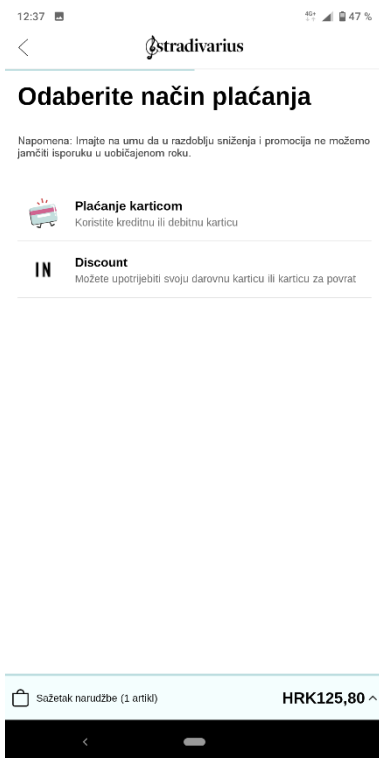 12:37
4G+
47 %
stradivarius
Odaberite način plaćanja
Napomena: Imajte na umu da u razdoblju sniženja i promocija ne možemo
jamčiti isporuku u uobičajenom roku.
Plaćanje karticom
Koristite kreditnu ili debitnu karticu
IN
Discount
Možete upotrijebiti svoju darovnu karticu ili karticu za povrat
Sažetak narudžbe (1 artikl)
HRK125,80